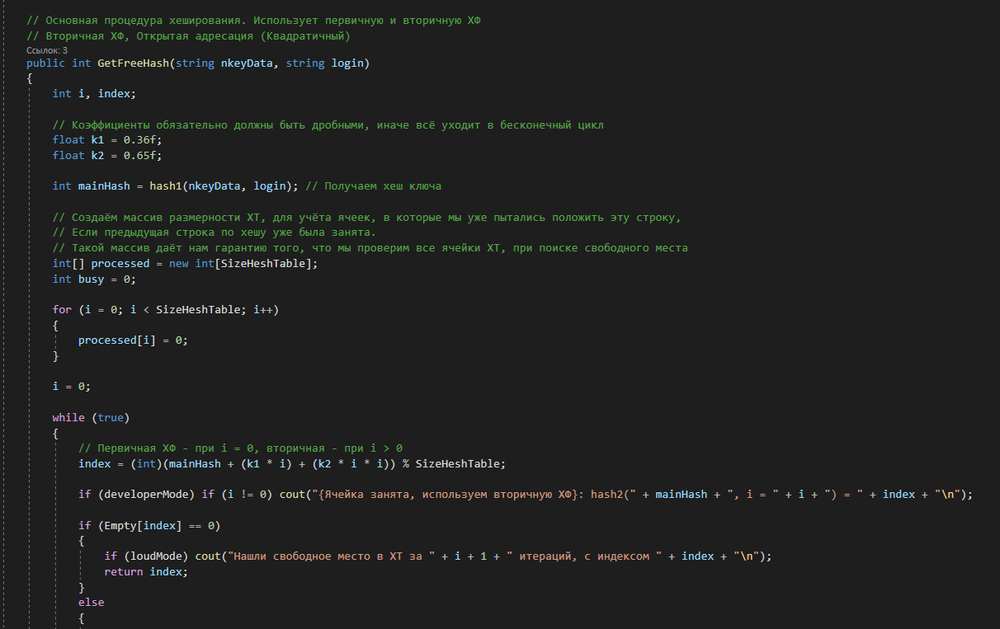 // Основная процедура хеширования. Использует первичную и вторичную ХФ
// Вторичная ХФ, Открытая адресация (Квадратичный)
Ссылок: 3
public int GetFreeHash(string nkeyData, string login)
{
int i, index;
// Коэффициенты обязательно должны быть дробными, иначе всё уходит в бесконечный цикл
float k1 = 0.36f;
float k2 = 0.65f;
int mainHash = hash1(nkeyData, login); // Получаем хеш ключа
// Создаём массив размерности ХТ, для учёта ячеек, в которые мы уже пытались положить эту строку,
// Если предыдущая строка по хешу уже была занята.
// Такой массив даёт нам гарантию того, что мы проверим все ячейки ХТ, при поиске свободного места
int[] processed = new int[SizeHeshTable];
int busy = 0;
for (i = 0; i < SizeHeshTable; i++)
{
processed[i] = 0;
}
i = 0;
while (true)
{
// Первичная ХФ - при i = 0, вторичная - при i > 0
index = (int)(mainHash + (k1 * i) + (k2 * i * i)) % SizeHeshTable;
if (developerMode) if (i != 0) cout("{Ячейка занята, используем вторичную ХФ}: hash2(" + mainHash + ", i = " + i + ") = " + index + "\n");
if (Empty[index] == 0)
{
if (loudMode) cout("Нашли свободное место в ХТ за " + i + 1 + " итераций, с индексом " + index + "\n");
return index;
}
else
{